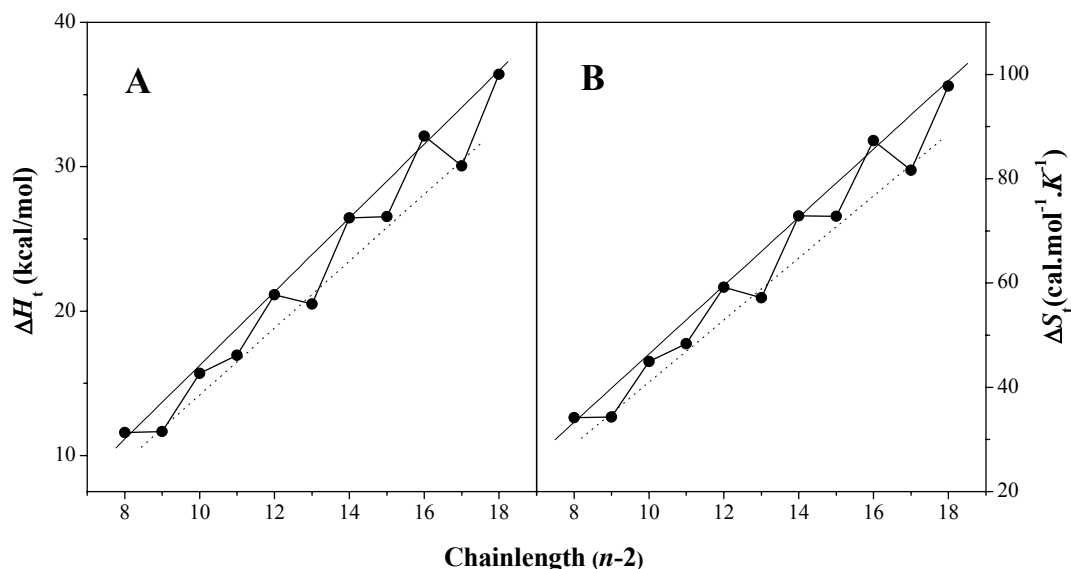 A
B
ΔHt (kcal/mol)
40
30
20
10
8 10 12 14 16 18
8 10 12 14 16 18
100
80
60
40
20
ΔSt(cal.mol-1.K-1)
Chainlength (n-2)